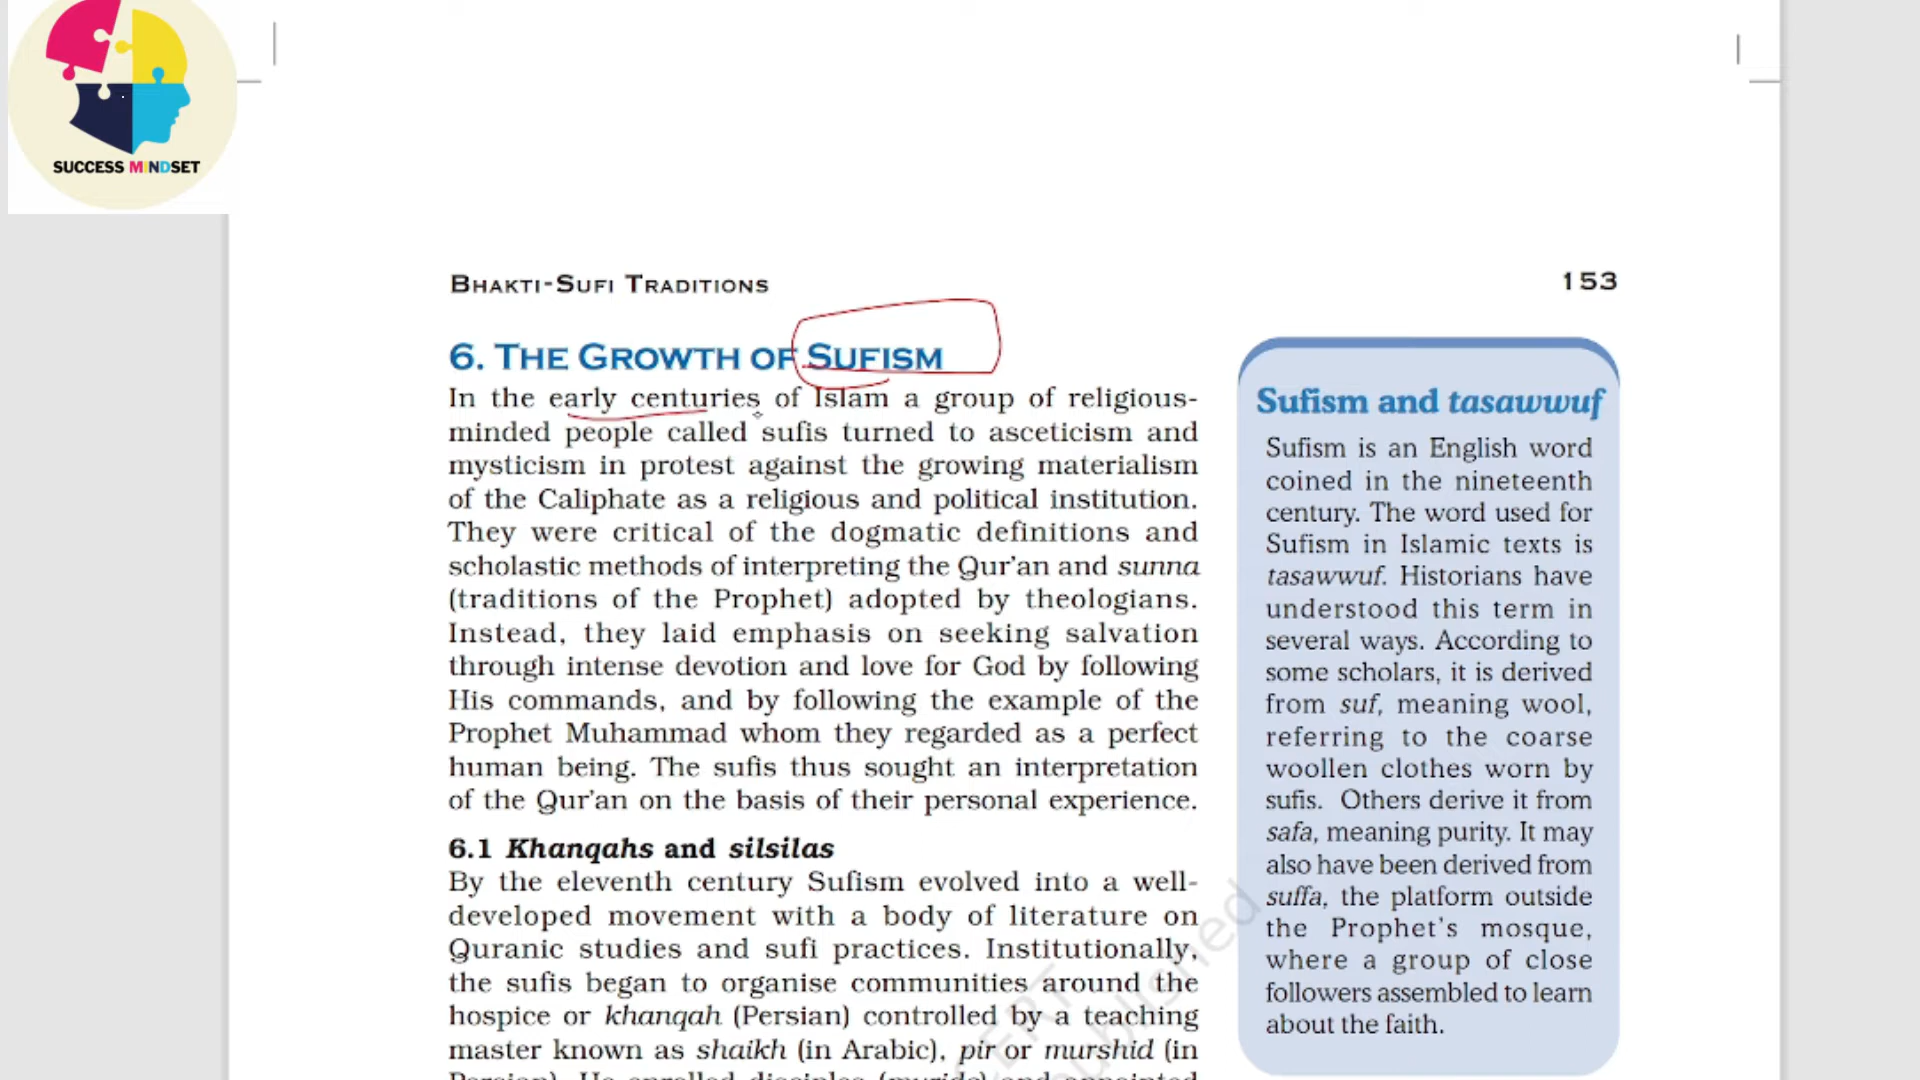 SUCCESS MINDSET
BHAKTI-SUFI TRADITIONS
153
6. THE GROWTH OF SUFISM
In the early centuries of Islam a group of religious-
minded people called sufis turned to asceticism and
mysticism in protest against the growing materialism
of the Caliphate as a religious and political institution.
They were critical of the dogmatic definitions and
scholastic methods of interpreting the Qur’an and sunna
(traditions of the Prophet) adopted by theologians.
Instead, they laid emphasis on seeking salvation
through intense devotion and love for God by following
His commands, and by following the example of the
Prophet Muhammad whom they regarded as a perfect
human being. The sufis thus sought an interpretation
of the Qur’an on the basis of their personal experience.
6.1 Khanqahs and silsilas
By the eleventh century Sufism evolved into a well-
developed movement with a body of literature on
Quranic studies and sufi practices. Institutionally,
the sufis began to organise communities around the
hospice or khanqah (Persian) controlled by a teaching
master known as shaikh (in Arabic), pir or murshid (in
Persian). He enrolled disciples (murids) and appointed
Sufism and tasawwuf
Sufism is an English word
coined in the nineteenth
century. The word used for
Sufism in Islamic texts is
tasawwuf. Historians have
understood this term in
several ways. According to
some scholars, it is derived
from suf, meaning wool,
referring to the coarse
woollen clothes worn by
sufis. Others derive it from
safa, meaning purity. It may
also have been derived from
suffa, the platform outside
the Prophet’s mosque,
where a group of close
followers assembled to learn
about the faith.